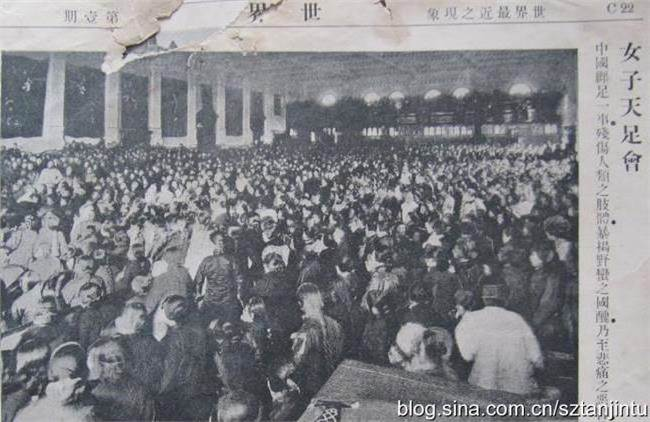 C 22
世界最近之現象
世界
第壹期
女子天足會
中國纏足一事殘傷人類之肢體暴揚野蠻之國醜乃至悲痛之
blog.sina.com.cn/sztanjintu